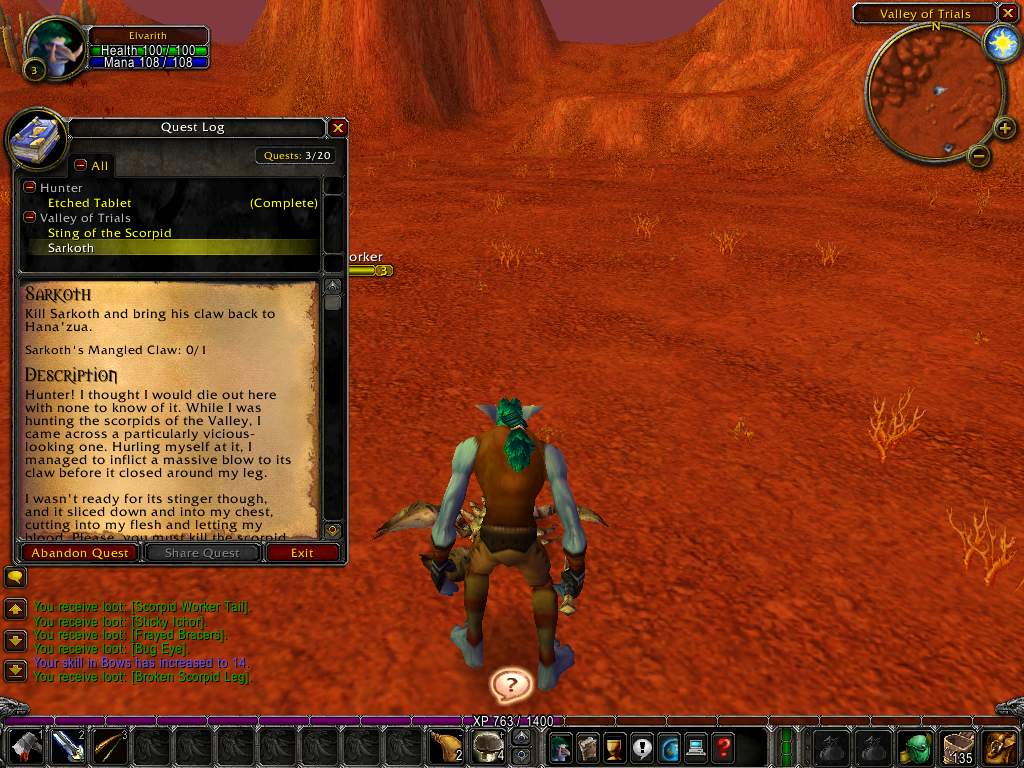 Elvarith
Health 100 / 100
Mana 108 / 108
3
Valley of Trials
N
Quest Log
Quests: 3/20
All
Hunter
Etched Tablet (Complete)
Valley of Trials
Sting of the Scorpid
Sarkoth
orker
3
Sarkoth
Kill Sarkoth and bring his claw back to
Hana'zua.
Sarkoth's Mangled Claw: 0/1
Description
Hunter! I thought I would die out here
with none to know of it. While I was
hunting the scorpids of the Valley, I
came across a particularly vicious-
looking one. Hurling myself at it, I
managed to inflict a massive blow to its
claw before it closed around my leg.
I wasn't ready for its stinger though,
and it sliced down and into my chest,
cutting into my flesh and letting my
blood. Please, you must kill the scorpid
Abandon Quest
Share Quest
Exit
You receive loot: [Scorpid Worker Tail].
You receive loot: [Sticky Ichor].
You receive loot: [Frayed Bracers].
You receive loot: [Bug Eye].
Your skill in Bows has increased to 14.
You receive loot: [Broken Scorpid Leg].
?
XP 763 / 1400
1 2 3 2 4 ! ? 135